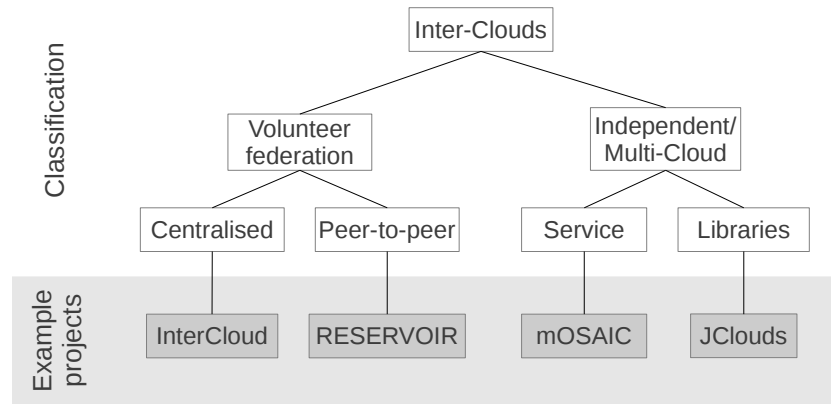 Inter-Clouds
Classification
Volunteer
federation
Independent/
Multi-Cloud
Centralised
Peer-to-peer
Service
Libraries
Example
projects
InterCloud
RESERVOIR
mOSAIC
JClouds